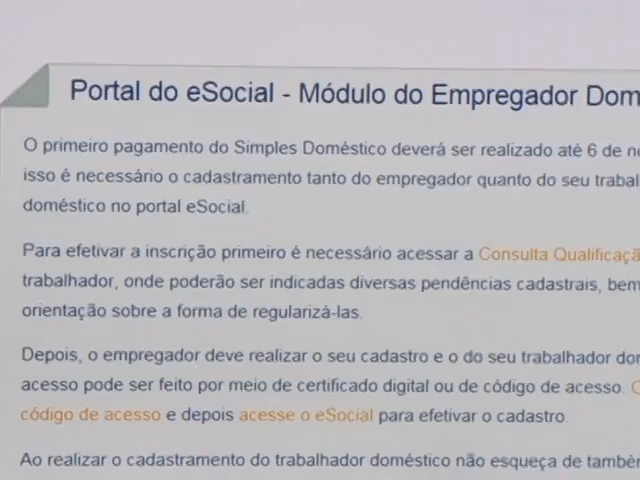 Portal do eSocial - Módulo do Empregador
O primeiro pagamento do Simples Doméstico deverá ser realizado até 6 de
isso é necessário o cadastramento tanto do empregador quanto do seu
doméstico no portal eSocial.
Para efetivar a inscrição primeiro é necessário acessar a Consulta
trabalhador, onde poderão ser indicadas diversas pendências cadastrais, bem
orientação sobre a forma de regularizá-las.
Depois, o empregador deve realizar o seu cadastro e o do seu trabalhador
acesso pode ser feito por meio de certificado digital ou de código de acesso.
código de acesso e depois acesse o eSocial para efetivar o cadastro.
Ao realizar o cadastramento do trabalhador doméstico não esqueça de